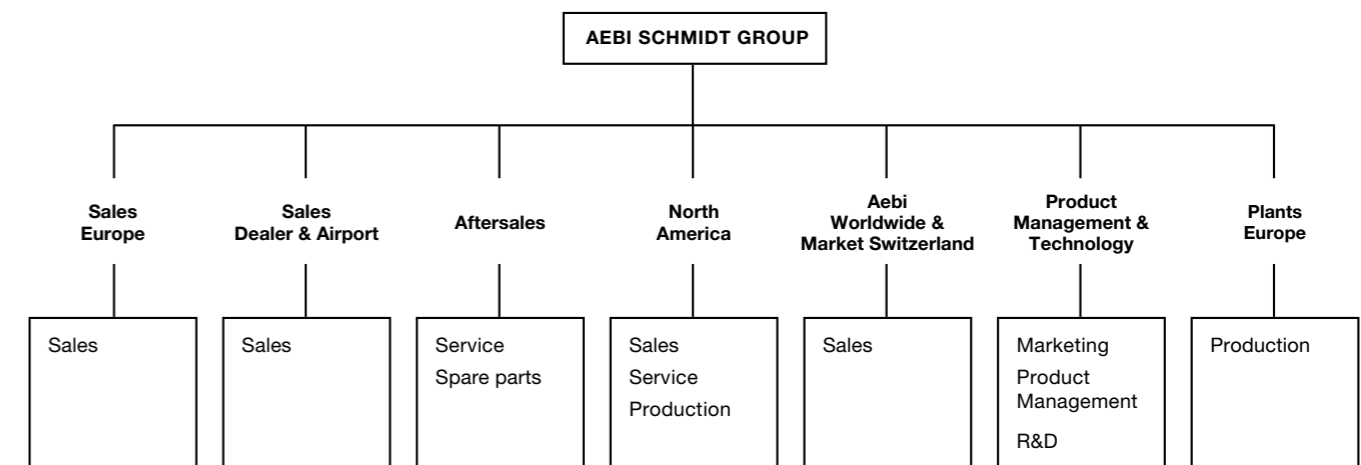 AEBI SCHMIDT GROUP
Sales
Europe
Sales
Dealer & Airport
Aftersales
North
America
Aebi
Worldwide &
Market Switzerland
Product
Management &
Technology
Plants
Europe
Sales
Sales
Service
Spare parts
Sales
Service
Production
Sales
Marketing
Product
Management
R&D
Production